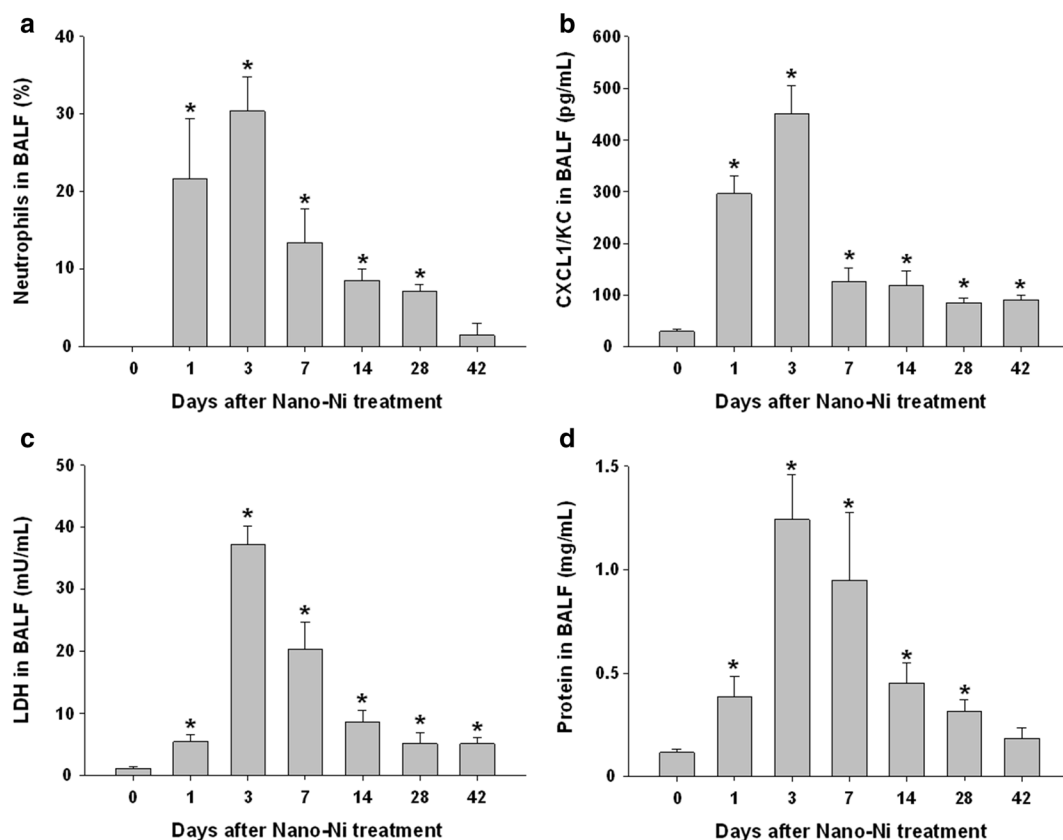 a
Neutrophils in BALF (%)
40
30
20
10
0
*
*
*
*
*
0 1 3 7 14 28 42
Days after Nano-Ni treatment
b
CXCL1/KC in BALF (pg/mL)
600
500
400
300
200
100
0
*
*
*
*
*
*
0 1 3 7 14 28 42
Days after Nano-Ni treatment
c
LDH in BALF (mU/mL)
50
40
30
20
10
0
*
*
*
*
*
*
0 1 3 7 14 28 42
Days after Nano-Ni treatment
d
Protein in BALF (mg/mL)
1.5
1.0
0.5
0.0
*
*
*
*
*
0 1 3 7 14 28 42
Days after Nano-Ni treatment